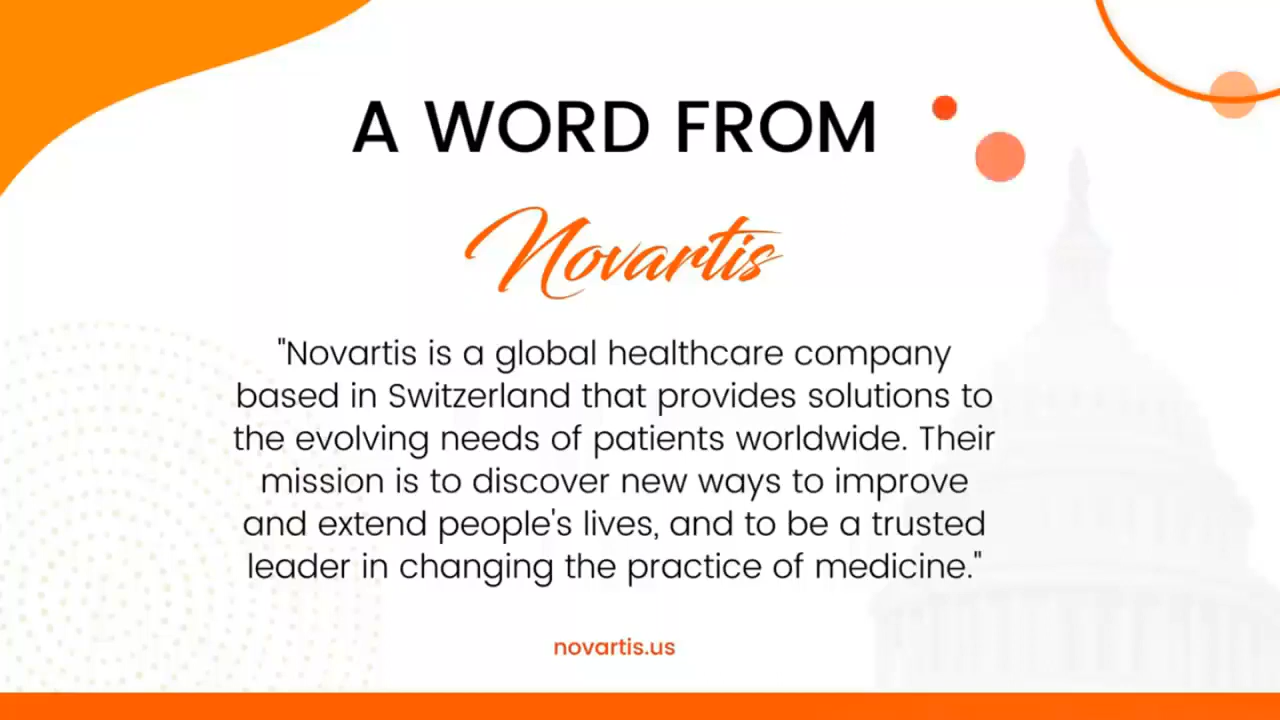 A WORD FROM
Novartis
"Novartis is a global healthcare company
based in Switzerland that provides solutions to
the evolving needs of patients worldwide. Their
mission is to discover new ways to improve
and extend people's lives, and to be a trusted
leader in changing the practice of medicine."
novartis.us